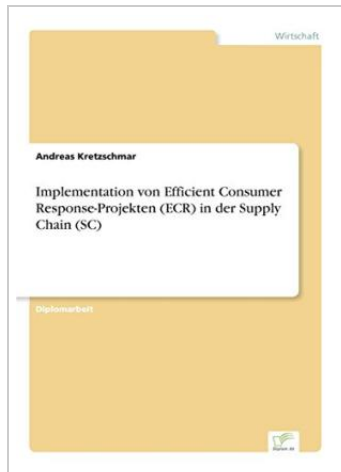 Wirtschaft
Andreas Kretzschmar
Implementation von Efficient Consumer
Response-Projekten (ECR) in der Supply
Chain (SC)
Diplomarbeit